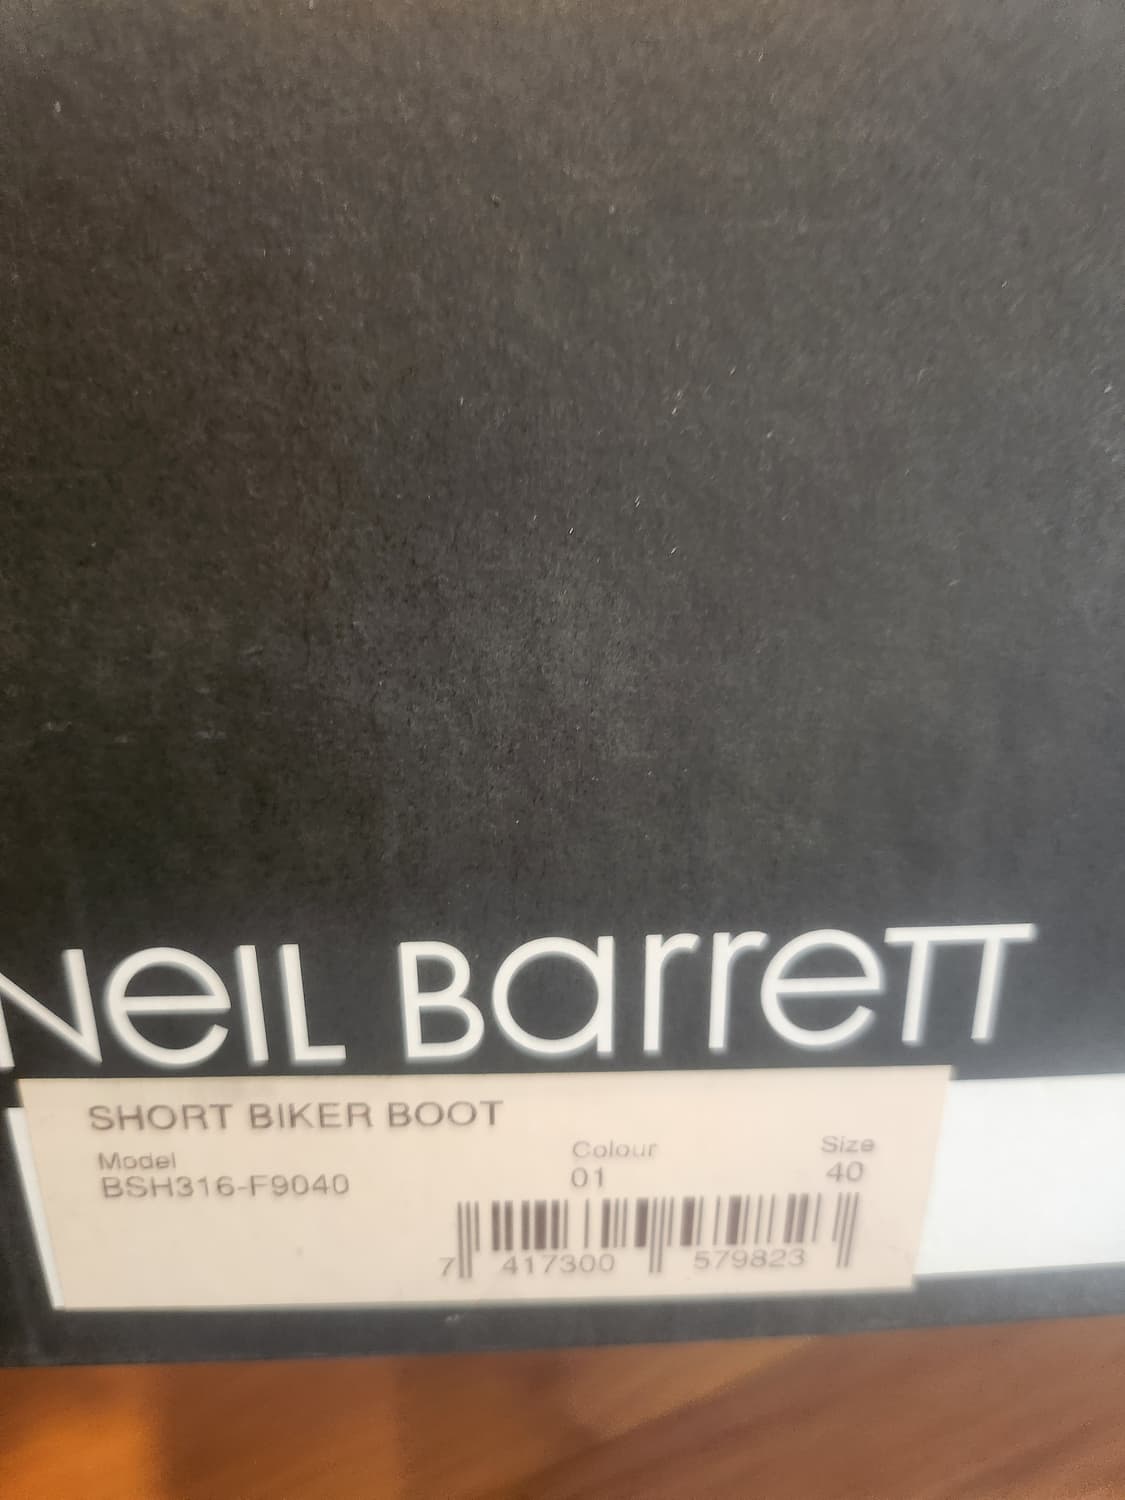 Neil Barrett
SHORT BIKER BOOT
Model Colour Size
BSH316-F9040 01 40
7 417300 579823